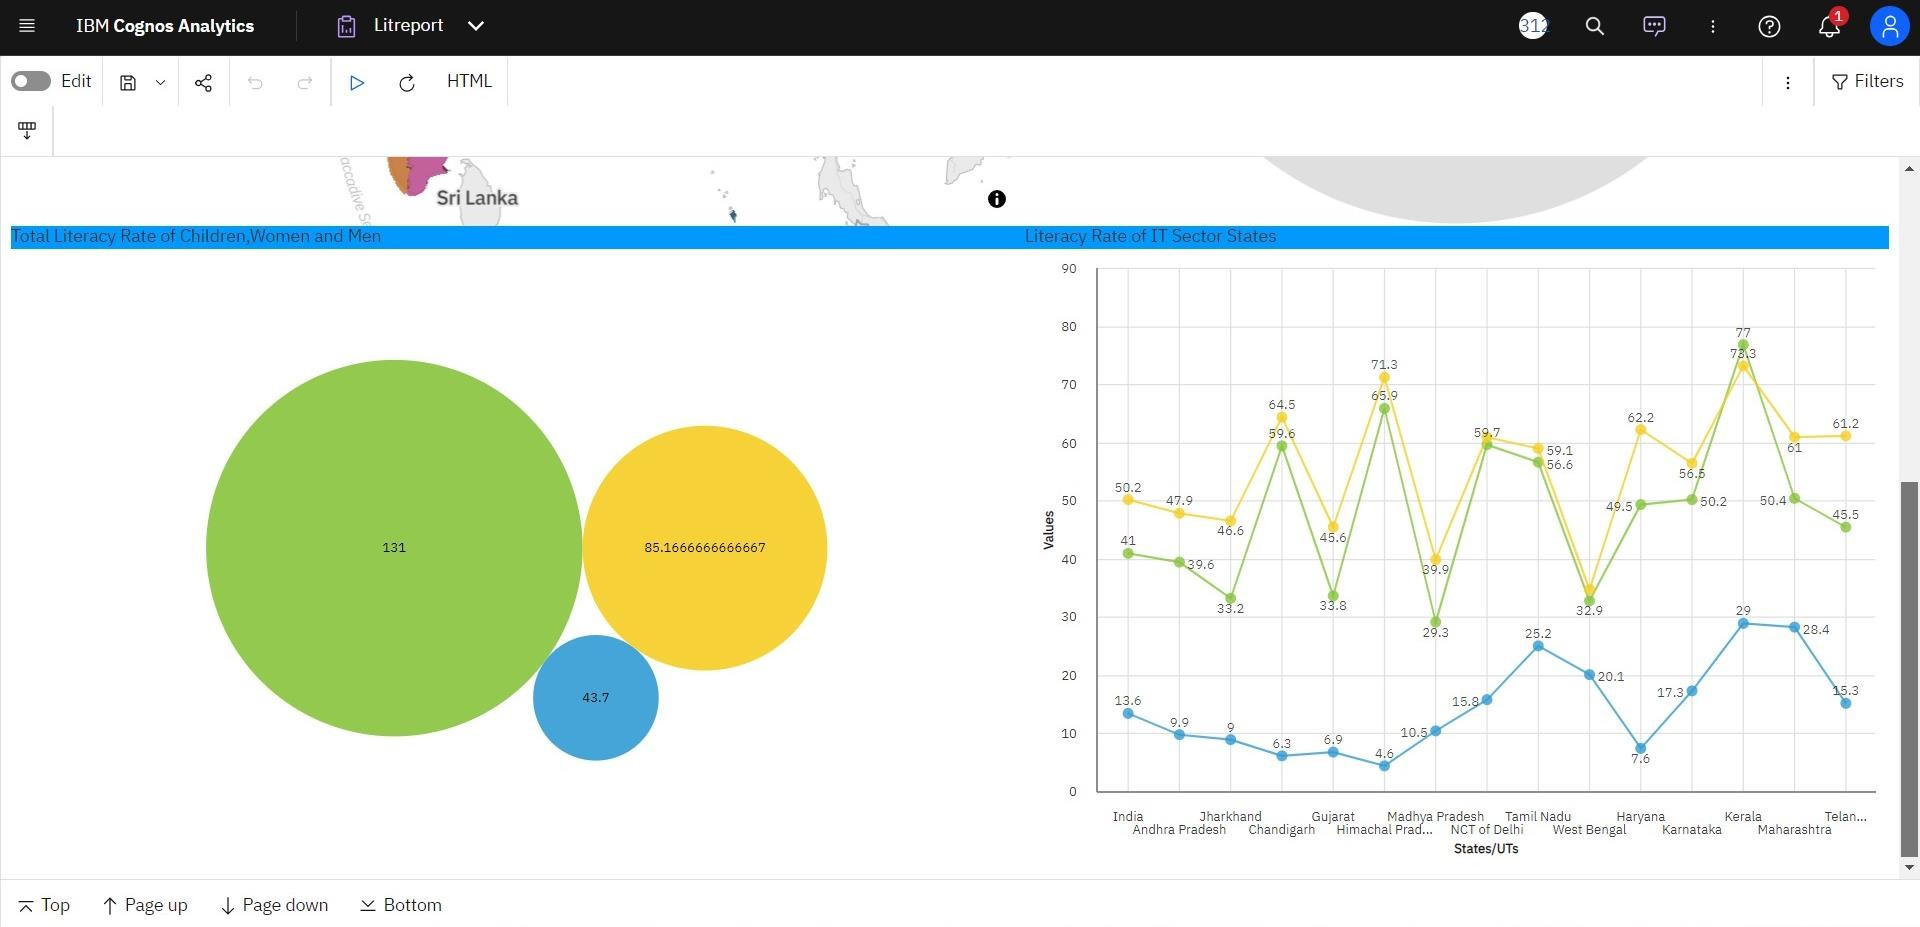 IBM Cognos Analytics
Litreport
312
1
Edit
HTML
Filters
Sri Lanka
Total Literacy Rate of Children,Women and Men
Literacy Rate of IT Sector States
131
85.1666666666667
43.7
90
80
70
60
50
40
30
20
10
0
Values
50.2
47.9
46.6
64.5
45.6
71.3
39.9
59.7
59.1
62.2
56.5
73.3
61
61.2
41
39.6
33.2
59.6
33.8
65.9
29.3
56.6
32.9
49.5
50.2
77
50.4
45.5
13.6
9.9
9
6.3
6.9
4.6
10.5
15.8
25.2
20.1
7.6
17.3
29
28.4
15.3
India
Andhra Pradesh
Jharkhand
Chandigarh
Gujarat
Himachal Prad...
Madhya Pradesh
NCT of Delhi
Tamil Nadu
West Bengal
Haryana
Karnataka
Kerala
Maharashtra
Telan...
States/UTs
Top
Page up
Page down
Bottom